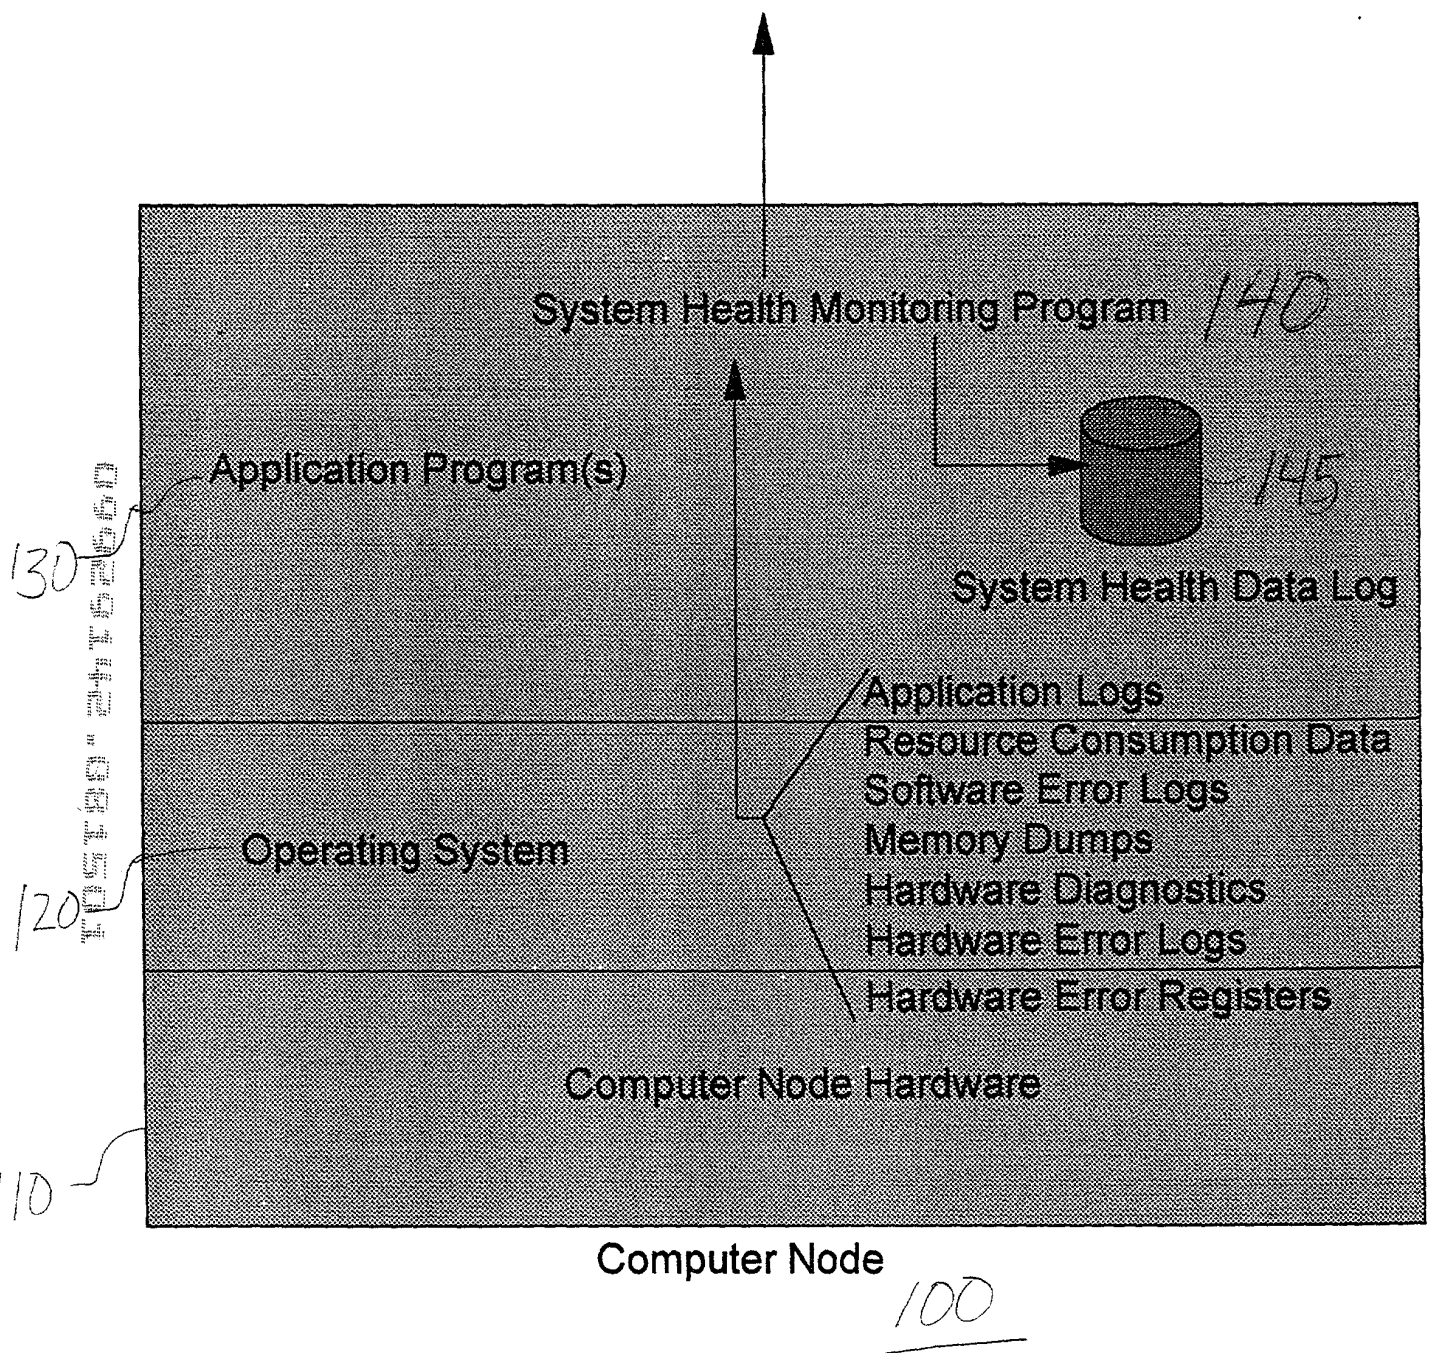 System Health Monitoring Program 140
Application Program(s)
130
145
System Health Data Log
Application Logs
Resource Consumption Data
Software Error Logs
Memory Dumps
Hardware Diagnostics
Hardware Error Logs
Operating System
120
Hardware Error Registers
Computer Node Hardware
110
Computer Node
100